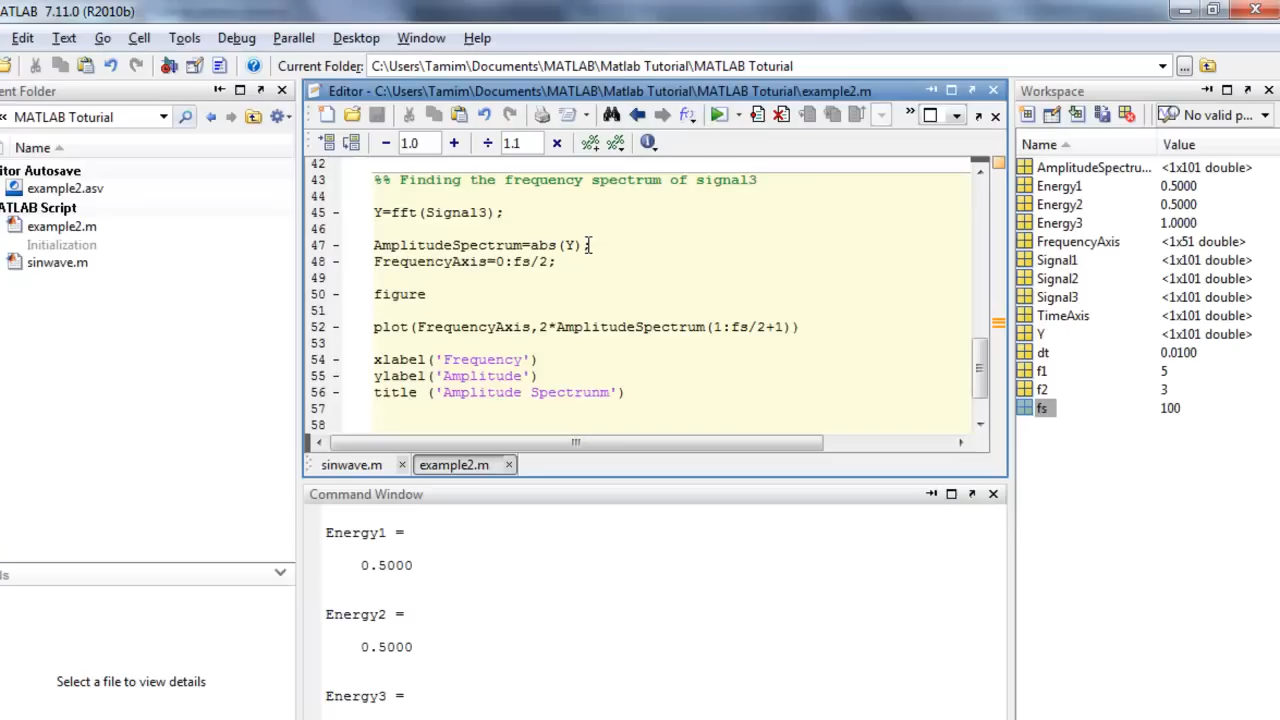 MATLAB 7.11.0 (R2010b)
Edit Text Go Cell Tools Debug Parallel Desktop Window Help
Current Folder: C:\Users\Tamim\Documents\MATLAB\Matlab Tutorial\MATLAB Toturial
ent Folder
« MATLAB Toturial
Name
itor Autosave
example2.asv
ATLAB Script
example2.m
Initialization
sinwave.m
ls
Select a file to view details
Editor - C:\Users\Tamim\Documents\MATLAB\Matlab Tutorial\MATLAB Toturial\example2.m
- 1.0 + ÷ 1.1 ×
42
43 %% Finding the frequency spectrum of signal3
44
45 - Y=fft(Signal3);
46
47 - AmplitudeSpectrum=abs(Y);
48 - FrequencyAxis=0:fs/2;
49
50 - figure
51
52 - plot(FrequencyAxis,2*AmplitudeSpectrum(1:fs/2+1))
53
54 - xlabel('Frequency')
55 - ylabel('Amplitude')
56 - title ('Amplitude Spectrunm')
57
58
sinwave.m × example2.m ×
Command Window
Energy1 =
0.5000
Energy2 =
0.5000
Energy3 =
Workspace
No valid p...
Name Value
AmplitudeSpectru... <1x101 double>
Energy1 0.5000
Energy2 0.5000
Energy3 1.0000
FrequencyAxis <1x51 double>
Signal1 <1x101 double>
Signal2 <1x101 double>
Signal3 <1x101 double>
TimeAxis <1x101 double>
Y <1x101 double>
dt 0.0100
f1 5
f2 3
fs 100